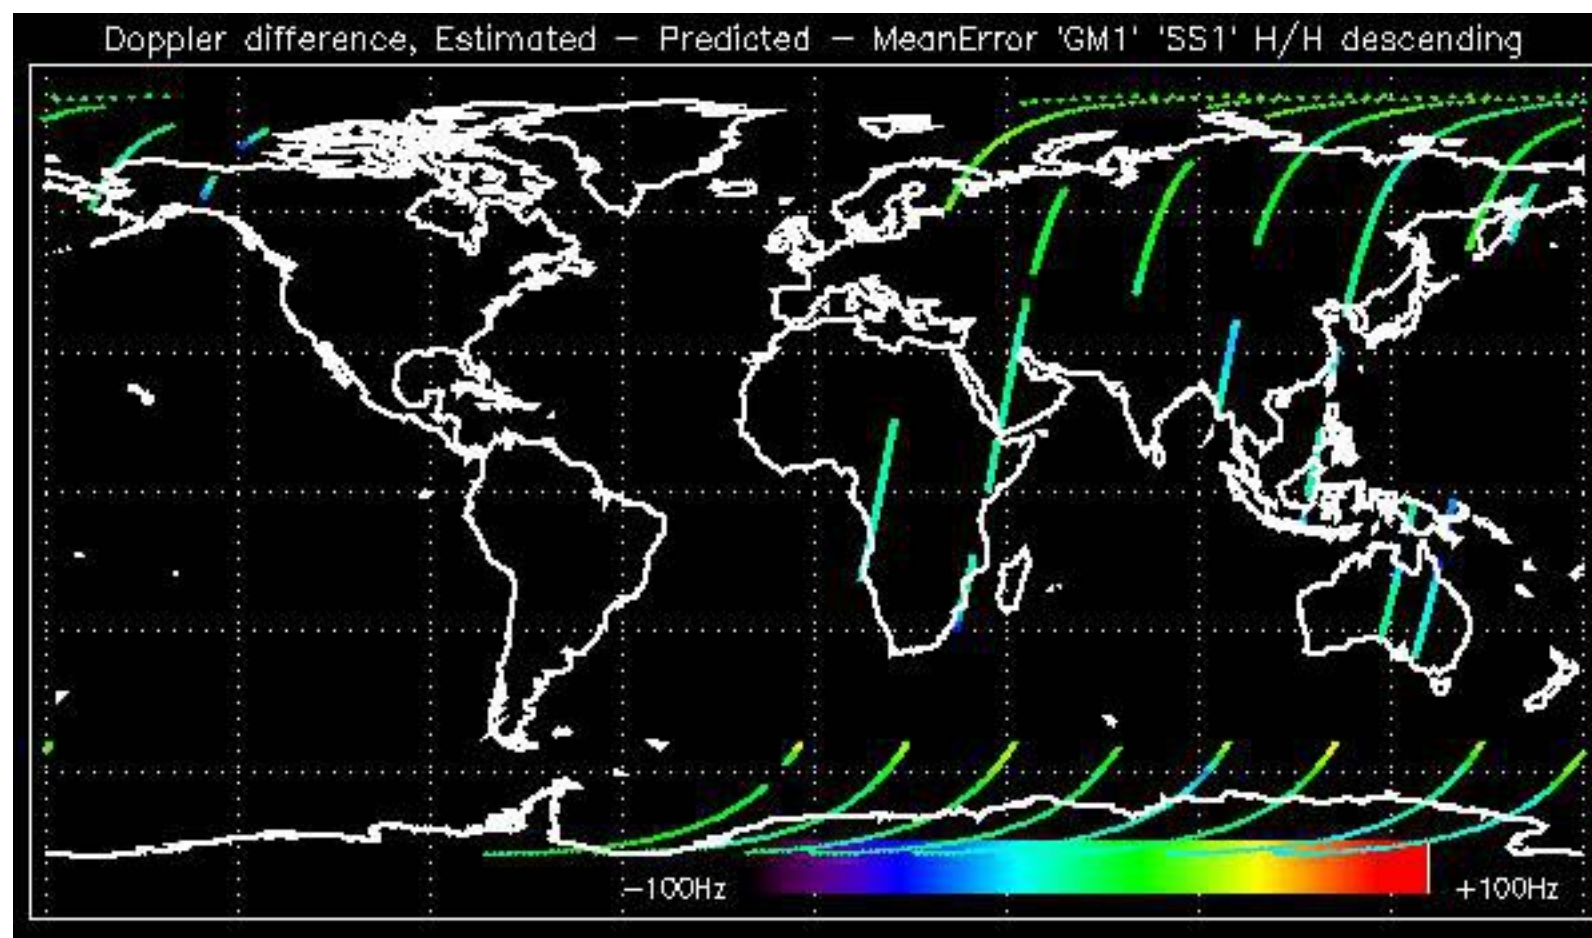 Doppler difference, Estimated – Predicted – MeanError 'GM1' 'SS1' H/H descending
−100Hz +100Hz